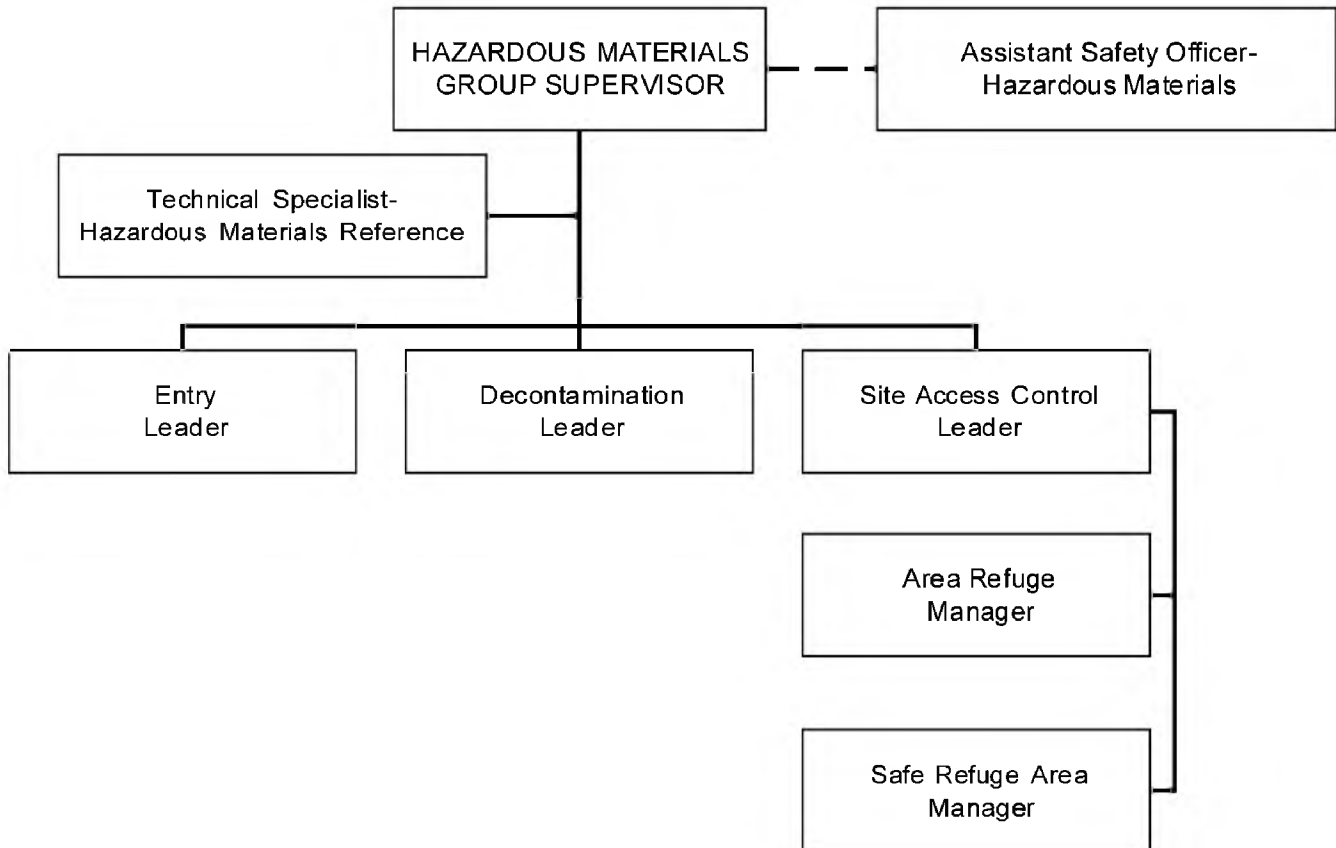 HAZARDOUS MATERIALS
GROUP SUPERVISOR
Assistant Safety Officer-
Hazardous Materials
Technical Specialist-
Hazardous Materials Reference
Entry
Leader
Decontamination
Leader
Site Access Control
Leader
Area Refuge
Manager
Safe Refuge Area
Manager